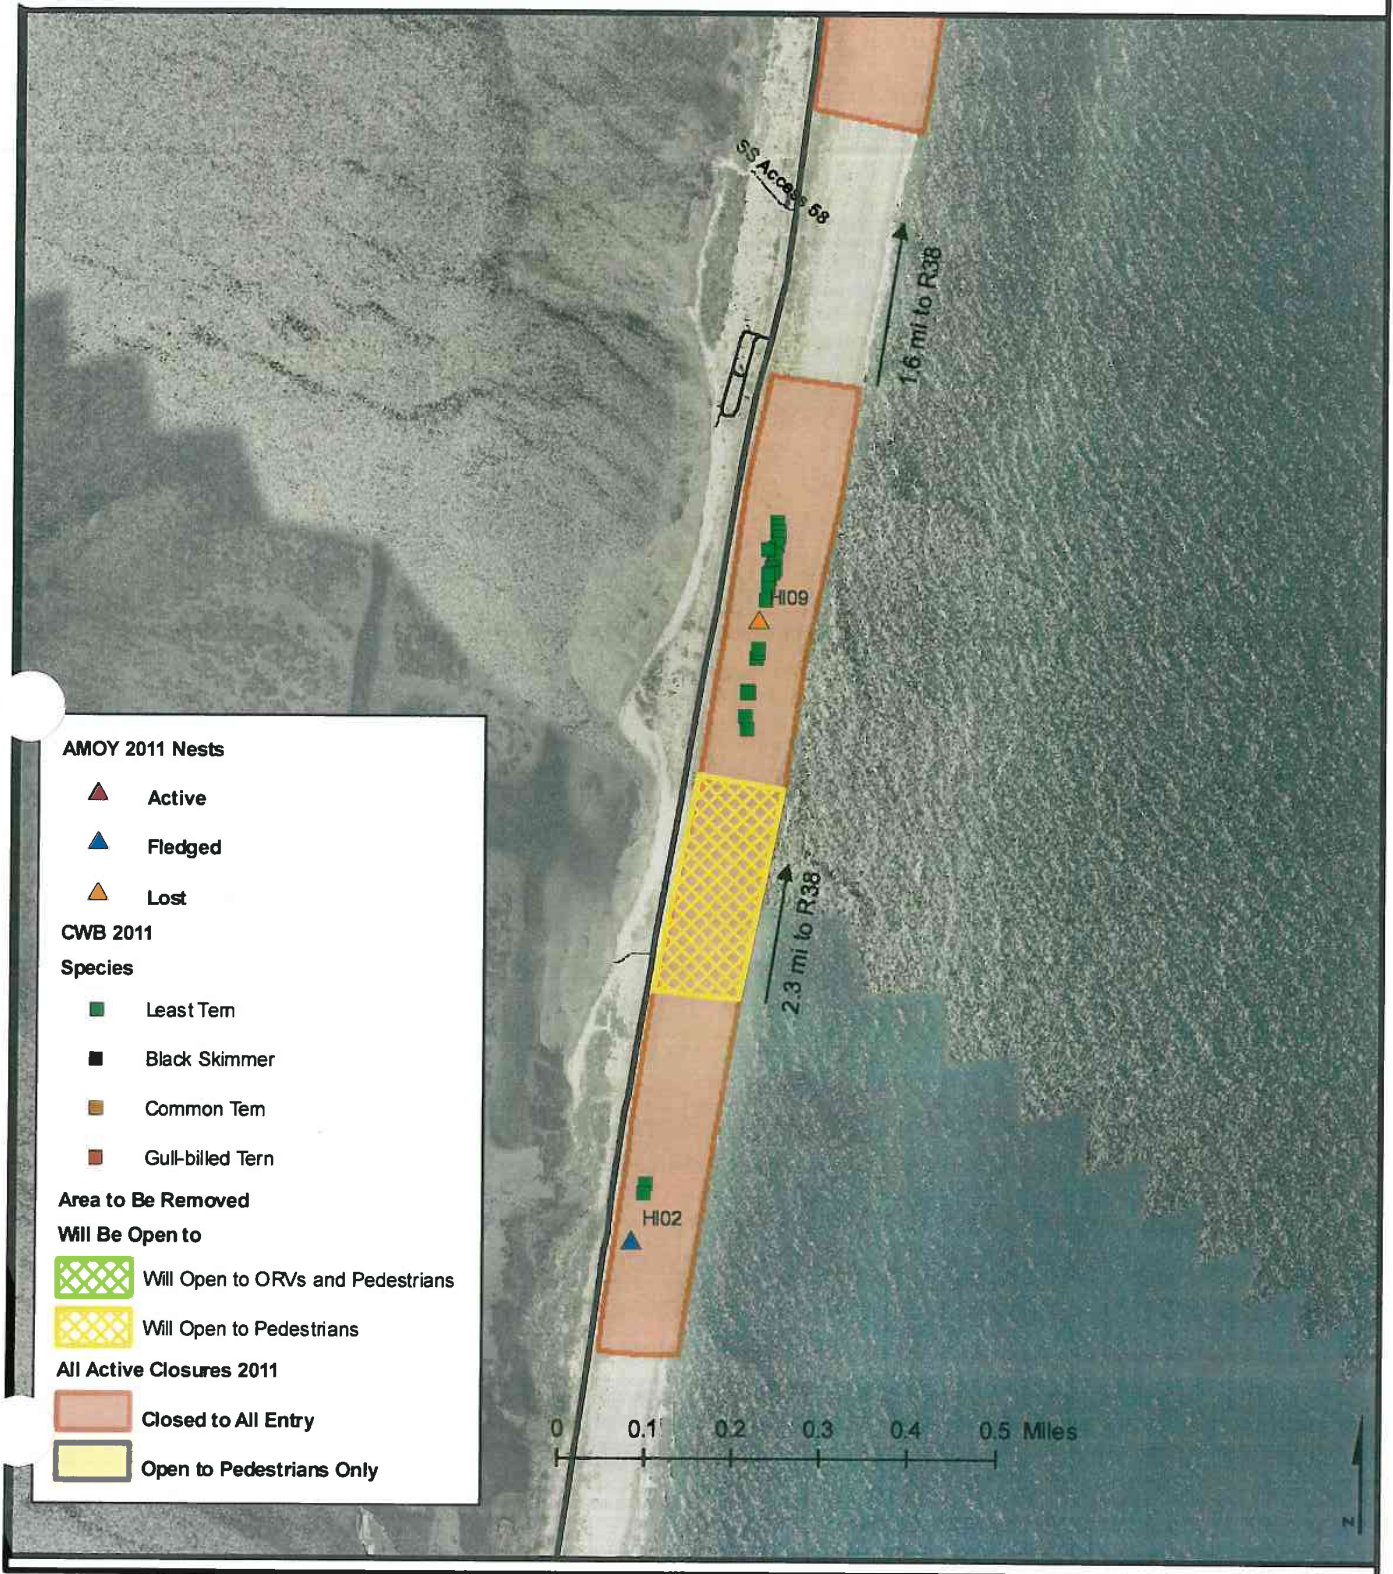 SS Access 58
1.6 mi to R38
HI09
2.3 mi to R38
HI02
AMOY 2011 Nests
Active
Fledged
Lost
CWB 2011
Species
Least Tern
Black Skimmer
Common Tern
Gull-billed Tern
Area to Be Removed
Will Be Open to
Will Open to ORVs and Pedestrians
Will Open to Pedestrians
All Active Closures 2011
Closed to All Entry
Open to Pedestrians Only
0 0.1 0.2 0.3 0.4 0.5 Miles
N